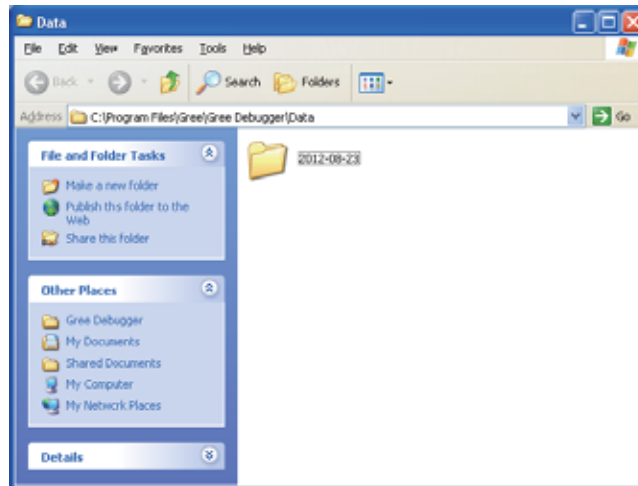 Data
File Edit View Favorites Tools Help
Back Search Folders
Address C:\Program Files\Gree\Gree Debugger\Data Go
File and Folder Tasks
Make a new folder
Publish ths folder to the
Web
Share this folder
Other Places
Gree Debugger
My Documents
Shared Documents
My Computer
My Network Places
Details
2012-08-23